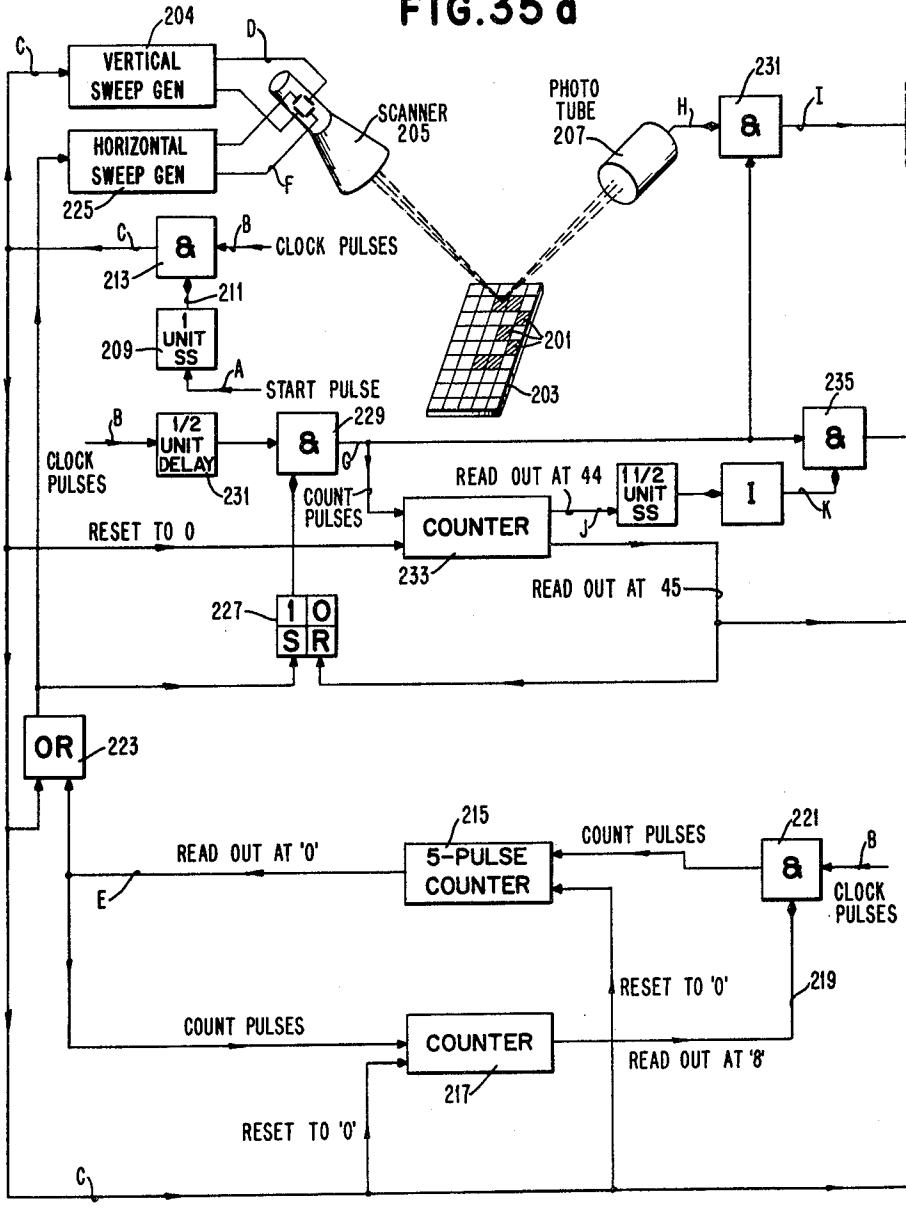 FIG.35a
204
C
VERTICAL
SWEEP GEN
D
HORIZONTAL
SWEEP GEN
225
F
SCANNER
205
PHOTO
TUBE
207
H
231
&
I
C
&
213
B
CLOCK PULSES
211
1
UNIT
SS
209
A
START PULSE
201
203
B
CLOCK
PULSES
1/2
UNIT
DELAY
231
&
229
G
COUNT
PULSES
235
&
READ OUT AT 44
J
1 1/2
UNIT
SS
I
K
RESET TO 0
COUNTER
233
READ OUT AT 45
227
1 0
S R
OR
223
215
READ OUT AT '0'
E
5-PULSE
COUNTER
COUNT PULSES
221
&
B
CLOCK
PULSES
219
RESET TO '0'
COUNT PULSES
COUNTER
217
READ OUT AT '8'
RESET TO '0'
C